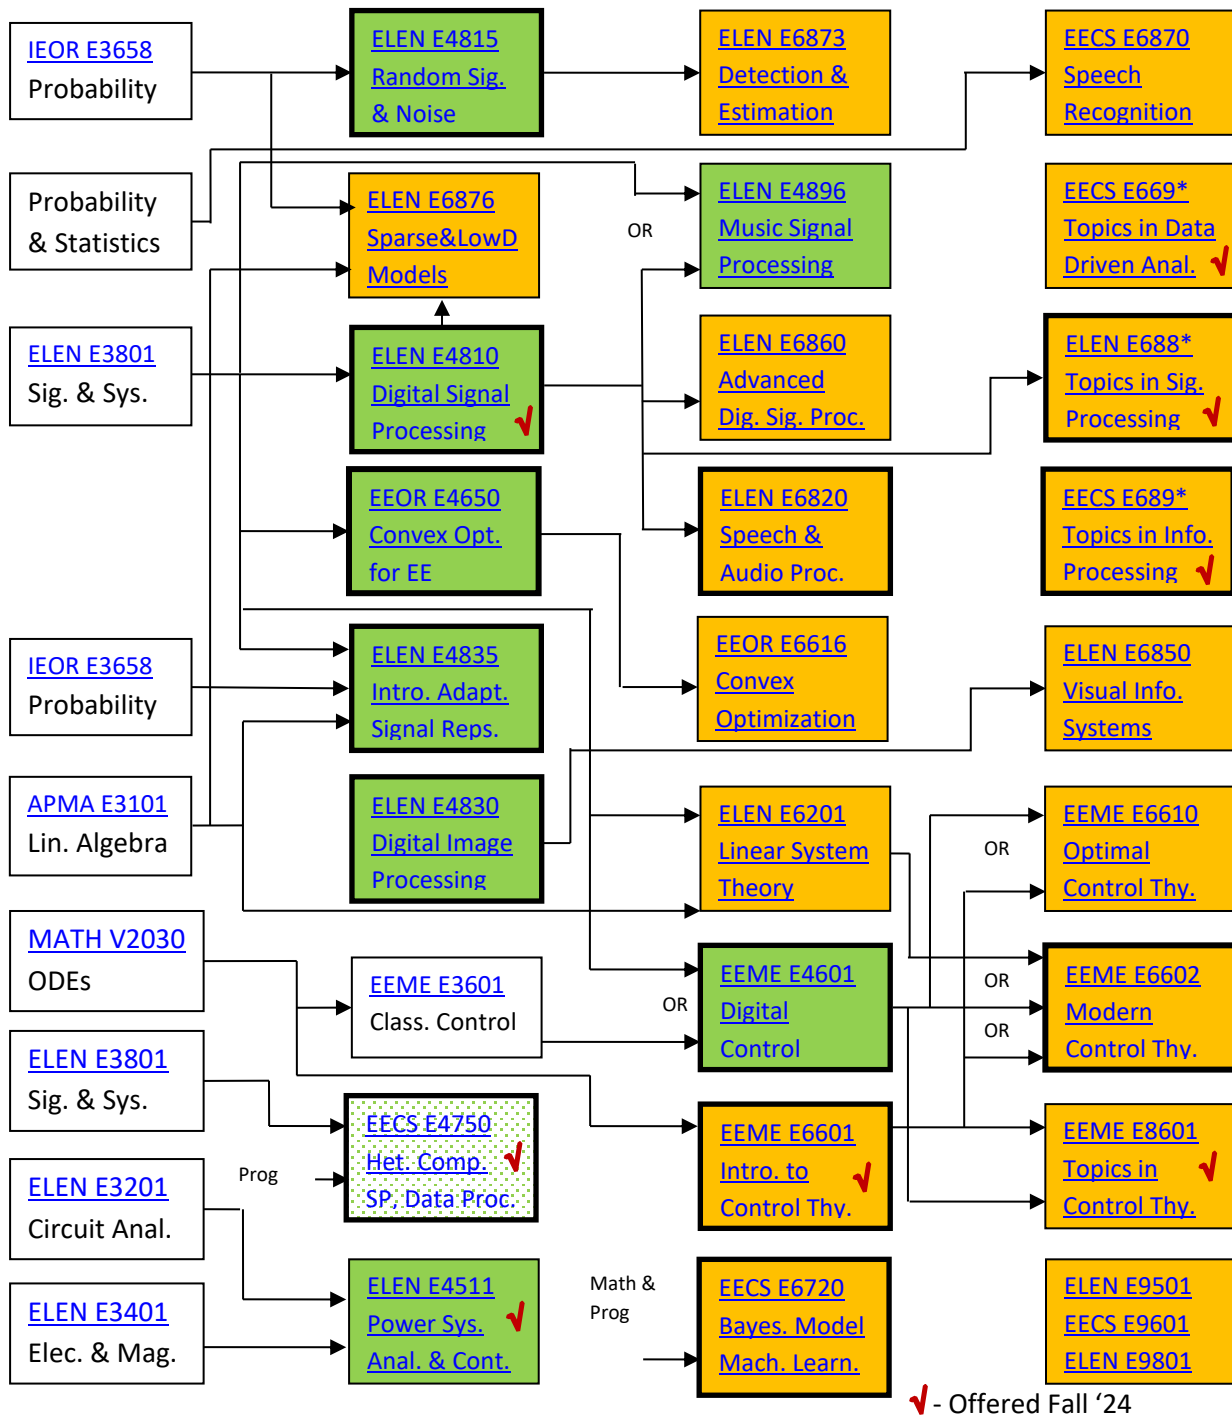 IEOR E3658
Probability
ELEN E4815
Random Sig.
& Noise
ELEN E6873
Detection &
Estimation
EECS E6870
Speech
Recognition
Probability
& Statistics
ELEN E6876
Sparse&LowD
Models
OR
ELEN E4896
Music Signal
Processing
EECS E669*
Topics in Data
Driven Anal. √
ELEN E3801
Sig. & Sys.
ELEN E4810
Digital Signal
Processing √
ELEN E6860
Advanced
Dig. Sig. Proc.
ELEN E688*
Topics in Sig.
Processing √
EEOR E4650
Convex Opt.
for EE
ELEN E6820
Speech &
Audio Proc.
EECS E689*
Topics in Info.
Processing √
IEOR E3658
Probability
ELEN E4835
Intro. Adapt.
Signal Reps.
EEOR E6616
Convex
Optimization
ELEN E6850
Visual Info.
Systems
APMA E3101
Lin. Algebra
ELEN E4830
Digital Image
Processing
ELEN E6201
Linear System
Theory
OR
EEME E6610
Optimal
Control Thy.
MATH V2030
ODEs
EEME E3601
Class. Control
OR
EEME E4601
Digital
Control
OR
OR
EEME E6602
Modern
Control Thy.
ELEN E3801
Sig. & Sys.
Prog
EECS E4750
Het. Comp. √
SP, Data Proc.
EEME E6601
Intro. to √
Control Thy.
EEME E8601
Topics in √
Control Thy.
ELEN E3201
Circuit Anal.
ELEN E3401
Elec. & Mag.
ELEN E4511
Power Sys. √
Anal. & Cont.
Math &
Prog
EECS E6720
Bayes. Model
Mach. Learn.
ELEN E9501
EECS E9601
ELEN E9801
√ - Offered Fall ‘24